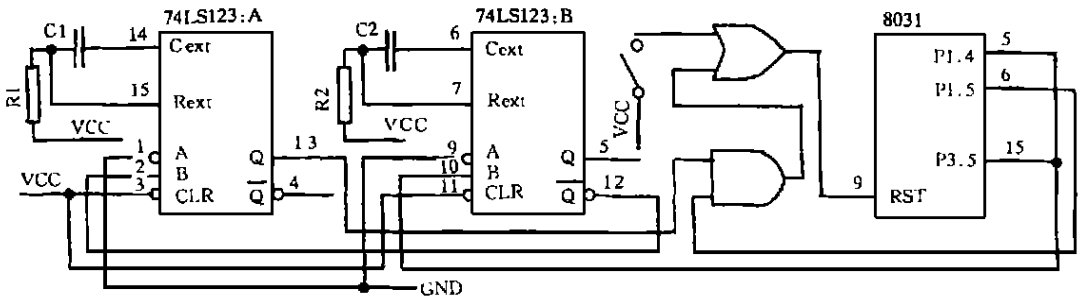 74LS123:A
C1
14
Cext
R1
15
Rext
VCC
1
A
Q
13
2
B
VCC
3
CLR
Q
4
74LS123:B
C2
6
Cext
R2
7
Rext
VCC
9
A
Q
5
10
B
11
CLR
Q
12
GND
VCC
8031
P1.4
5
P1.5
6
P3.5
15
9
RST